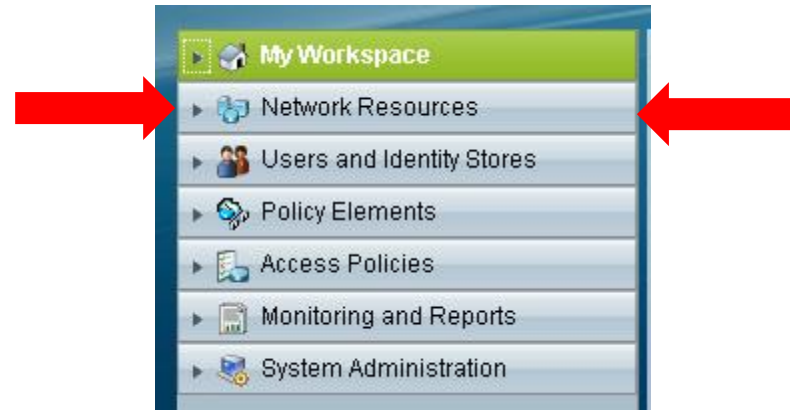 My Workspace
Network Resources
Users and Identity Stores
Policy Elements
Access Policies
Monitoring and Reports
System Administration